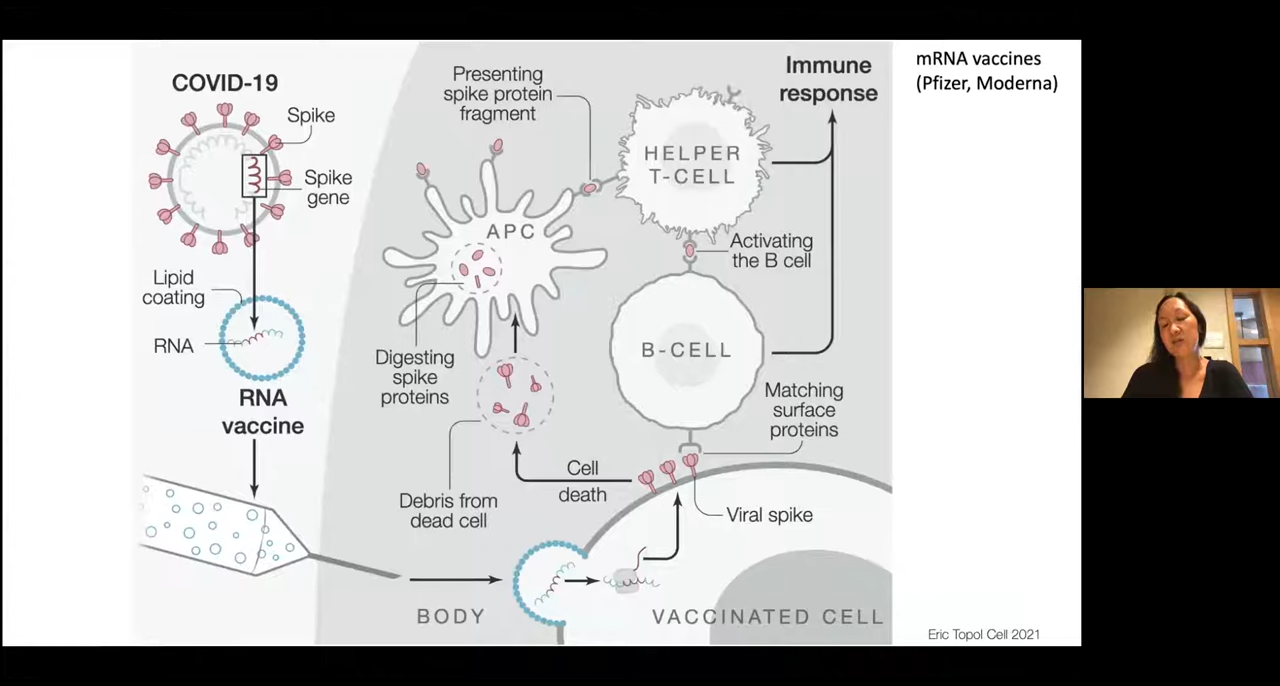 COVID-19
Spike
Spike
gene
Lipid
coating
RNA
RNA
vaccine
Presenting
spike protein
fragment
APC
Digesting
spike
proteins
Debris from
dead cell
Cell
death
BODY
Immune
response
HELPER
T-CELL
Activating
the B cell
B-CELL
Matching
surface
proteins
Viral spike
VACCINATED CELL
mRNA vaccines
(Pfizer, Moderna)
Eric Topol Cell 2021